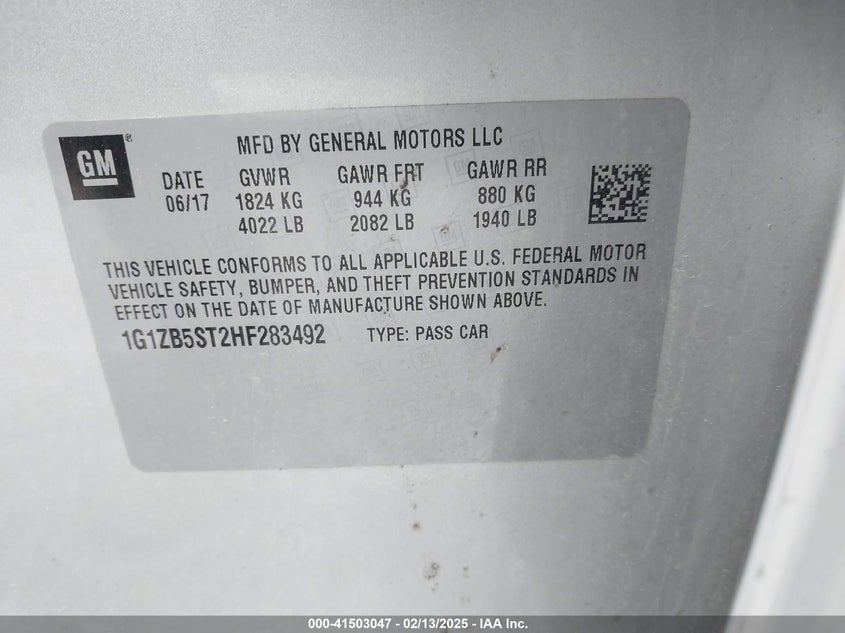 MFD BY GENERAL MOTORS LLC
GM®
DATE GVWR GAWR FRT GAWR RR
06/17 1824 KG 944 KG 880 KG
4022 LB 2082 LB 1940 LB
THIS VEHICLE CONFORMS TO ALL APPLICABLE U.S. FEDERAL MOTOR
VEHICLE SAFETY, BUMPER, AND THEFT PREVENTION STANDARDS IN
EFFECT ON THE DATE OF MANUFACTURE SHOWN ABOVE.
1G1ZB5ST2HF283492 TYPE: PASS CAR
000-41503047 - 02/13/2025 - IAA Inc.